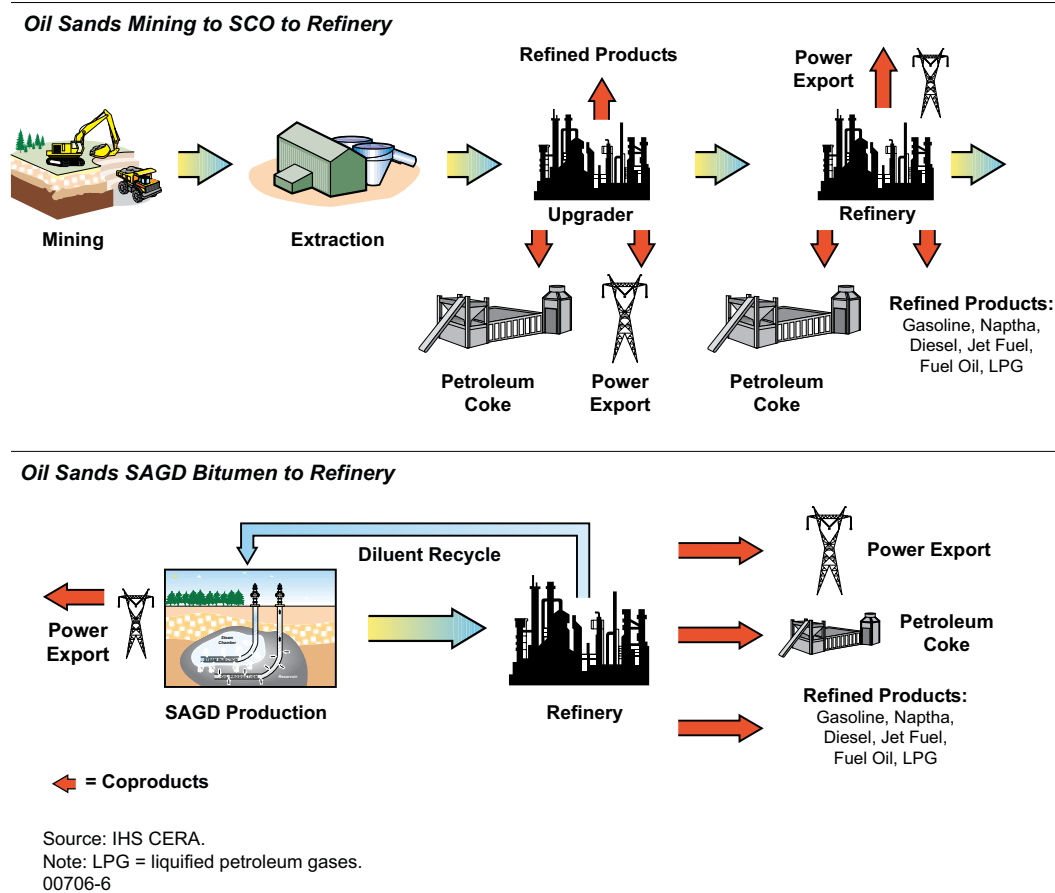 Oil Sands Mining to SCO to Refinery
Refined Products
Power
Export
Mining
Extraction
Upgrader
Refinery
Petroleum
Coke
Power
Export
Petroleum
Coke
Refined Products:
Gasoline, Naptha,
Diesel, Jet Fuel,
Fuel Oil, LPG
Oil Sands SAGD Bitumen to Refinery
Diluent Recycle
Power
Export
Steam
Chamber
Reservoir
SAGD Production
Refinery
Power Export
Petroleum
Coke
Refined Products:
Gasoline, Naptha,
Diesel, Jet Fuel,
Fuel Oil, LPG
= Coproducts
Source: IHS CERA.
Note: LPG = liquified petroleum gases.
00706-6